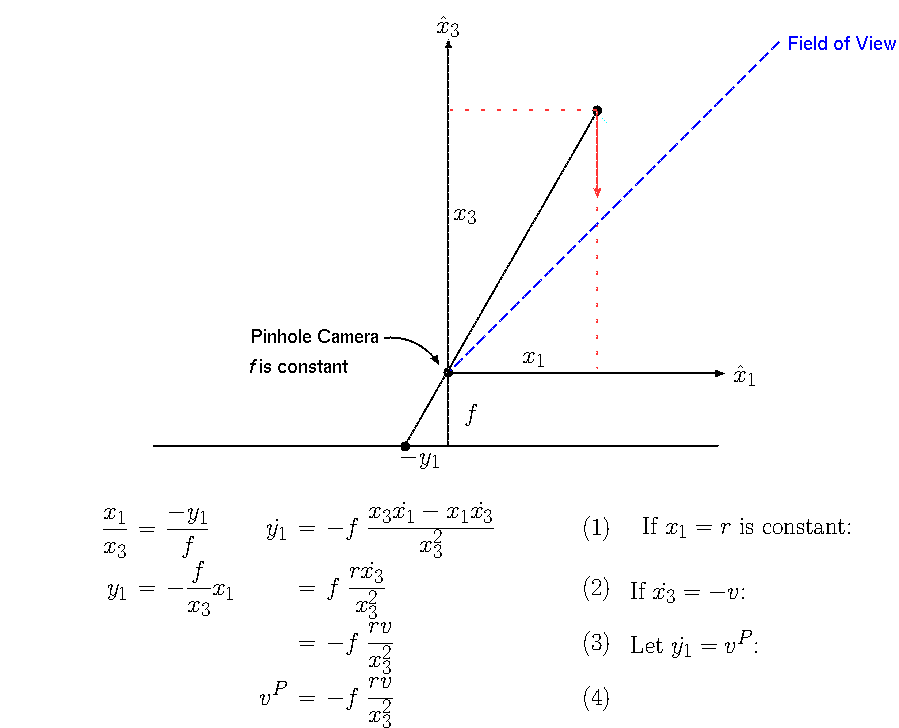 x̂₃
Field of View
x₃
Pinhole Camera
f is constant
x₁
x̂₁
f
−y₁
x₁/x₃ = −y₁/f    ẏ₁ = −f (x₃ẋ₁ − x₁ẋ₃)/x₃²    (1)    If x₁ = r is constant:
y₁ = −(f/x₃)x₁    = f rẋ₃/x₃²    (2)    If ẋ₃ = −v:
= −f rv/x₃²    (3)    Let ẏ₁ = vᴾ:
vᴾ = −f rv/x₃²    (4)